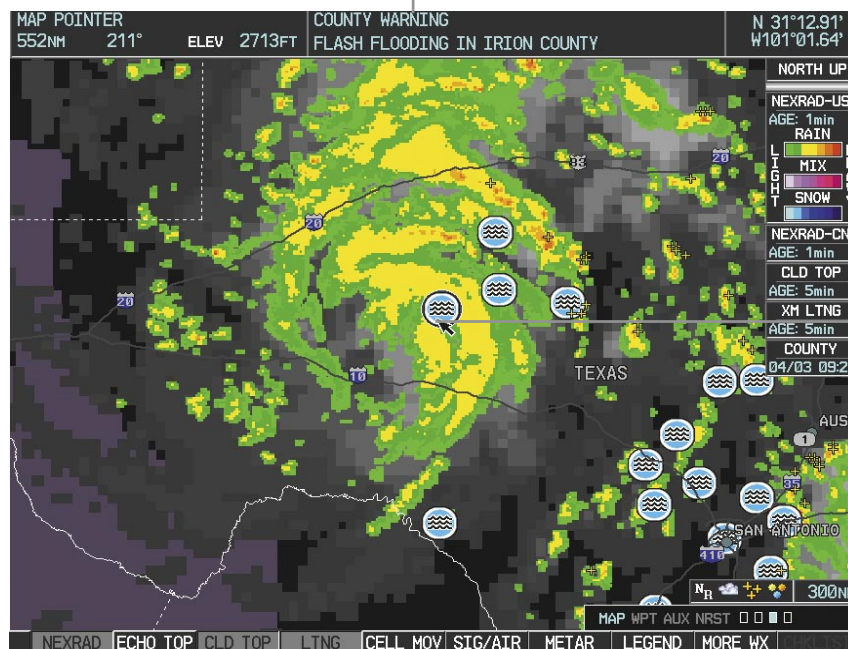 MAP POINTER
552NM 211° ELEV 2713FT
COUNTY WARNING
FLASH FLOODING IN IRION COUNTY
N 31°12.91'
W101°01.64'
NORTH UP
NEXRAD-US
AGE: 1min
RAIN
LIGHT
MIX
SNOW
NEXRAD-CN
AGE: 1min
CLD TOP
AGE: 5min
XM LTNG
AGE: 5min
COUNTY
04/03 09:2
83
20
20
20
10
TEXAS
AUS
1
35
SAN ANTONIO
410
NR
300N
MAP WPT AUX NRST
NEXRAD ECHO TOP CLD TOP LTNG CELL MOV SIG/AIR METAR LEGEND MORE WX